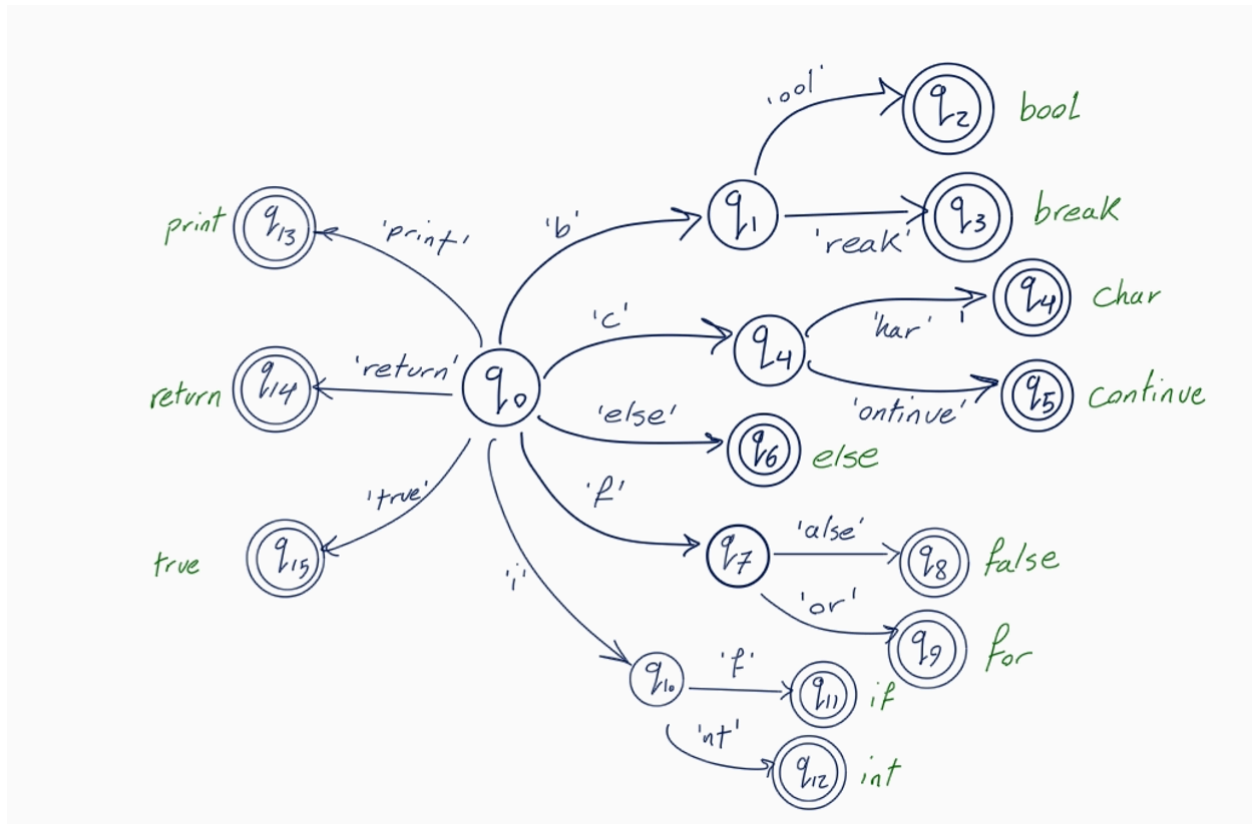 'ool'
q2
bool
print
q13
'print'
'b'
q1
q3
break
'reak'
'c'
q4
'har'
q4
Char
return
q14
'return'
q0
q5
continue
'ontinue'
'else'
q6
else
'true'
'f'
true
q15
q7
'alse'
q8
false
'i'
'or'
q9
for
q10
'f'
q11
if
'nt'
q12
int